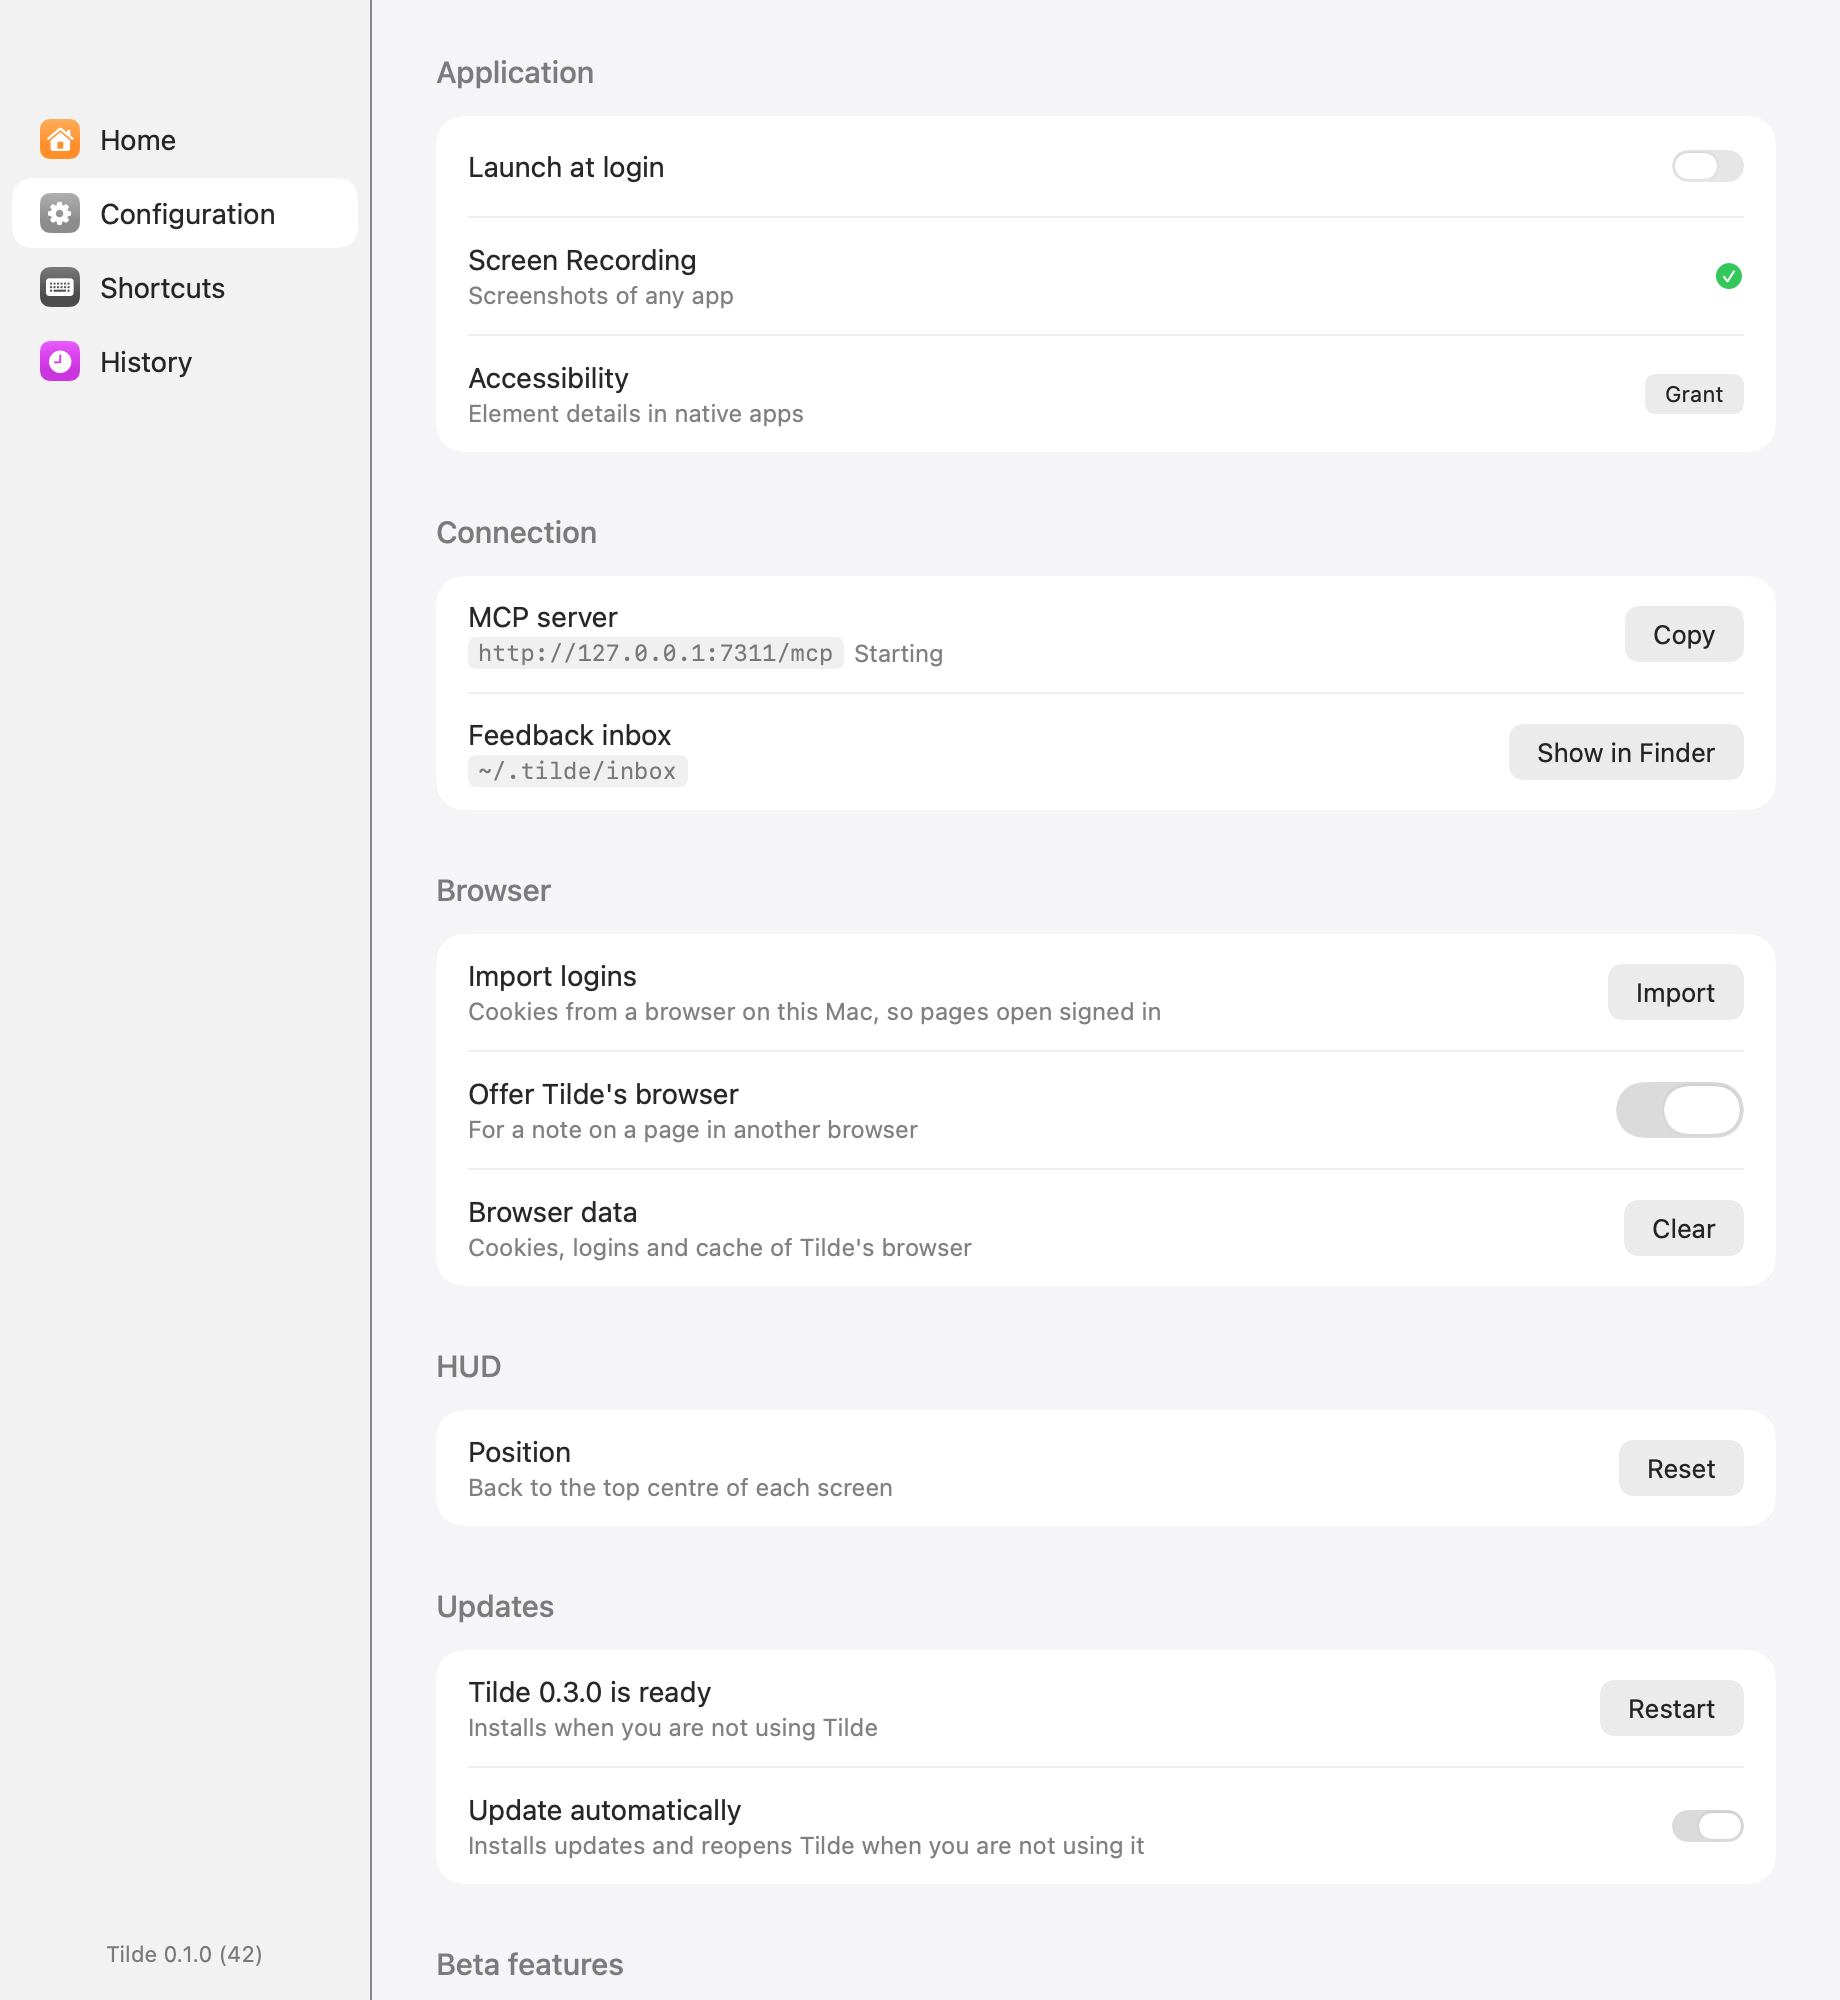 Home
Configuration
Shortcuts
History
Tilde 0.1.0 (42)
Application
Launch at login
Screen Recording
Screenshots of any app
Accessibility
Element details in native apps
Grant
Connection
MCP server
http://127.0.0.1:7311/mcp Starting
Copy
Feedback inbox
~/.tilde/inbox
Show in Finder
Browser
Import logins
Cookies from a browser on this Mac, so pages open signed in
Import
Offer Tilde's browser
For a note on a page in another browser
Browser data
Cookies, logins and cache of Tilde's browser
Clear
HUD
Position
Back to the top centre of each screen
Reset
Updates
Tilde 0.3.0 is ready
Installs when you are not using Tilde
Restart
Update automatically
Installs updates and reopens Tilde when you are not using it
Beta features